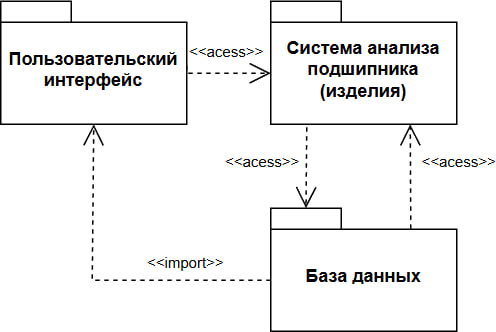 Пользовательский
интерфейс
<<acess>>
Система анализа
подшипника
(изделия)
<<acess>>
<<acess>>
<<import>>
База данных